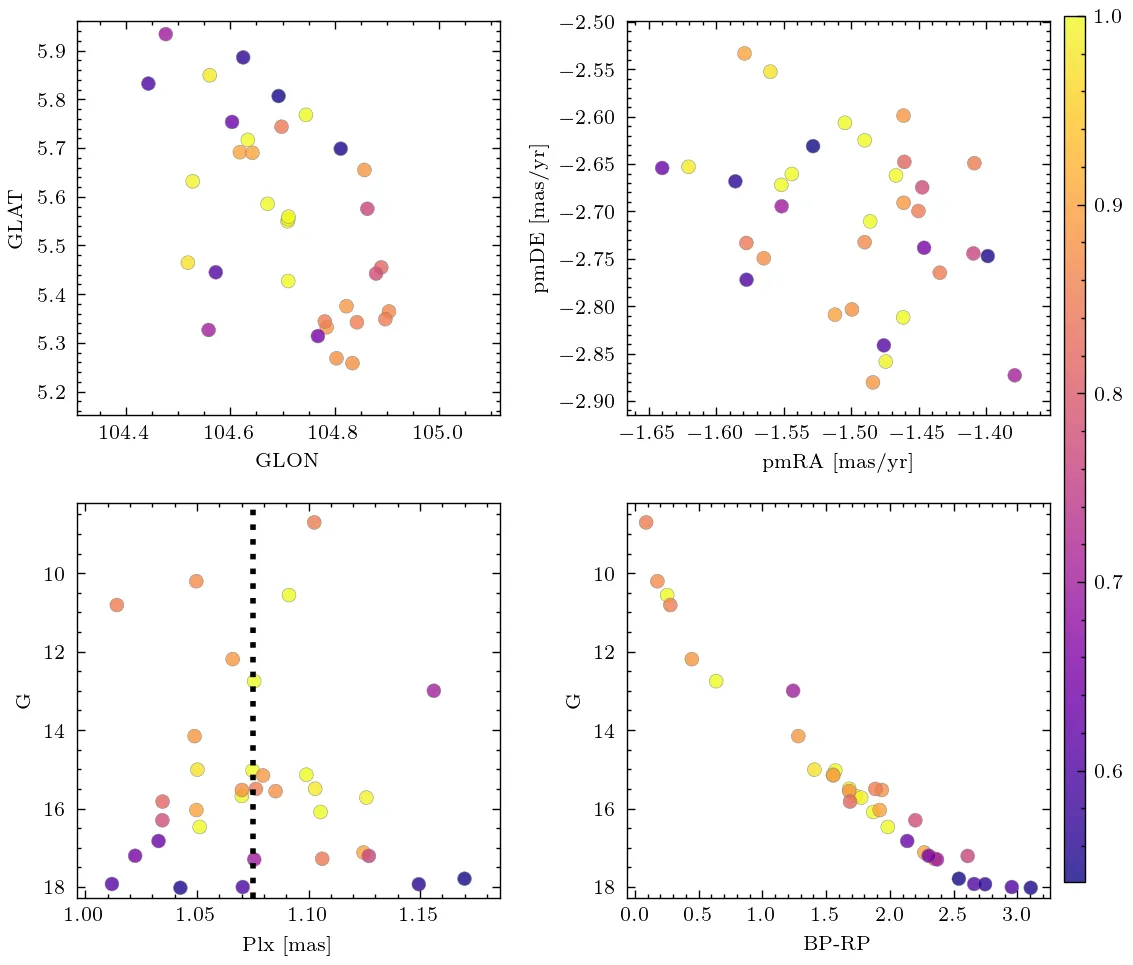 5.9
5.8
5.7
5.6
5.5
5.4
5.3
5.2
GLAT
104.4 104.6 104.8 105.0
GLON
−2.50
−2.55
−2.60
−2.65
−2.70
−2.75
−2.80
−2.85
−2.90
pmDE [mas/yr]
−1.65 −1.60 −1.55 −1.50 −1.45 −1.40
pmRA [mas/yr]
1.0
0.9
0.8
0.7
0.6
10
12
14
16
18
G
1.00 1.05 1.10 1.15
Plx [mas]
10
12
14
16
18
G
0.0 0.5 1.0 1.5 2.0 2.5 3.0
BP-RP